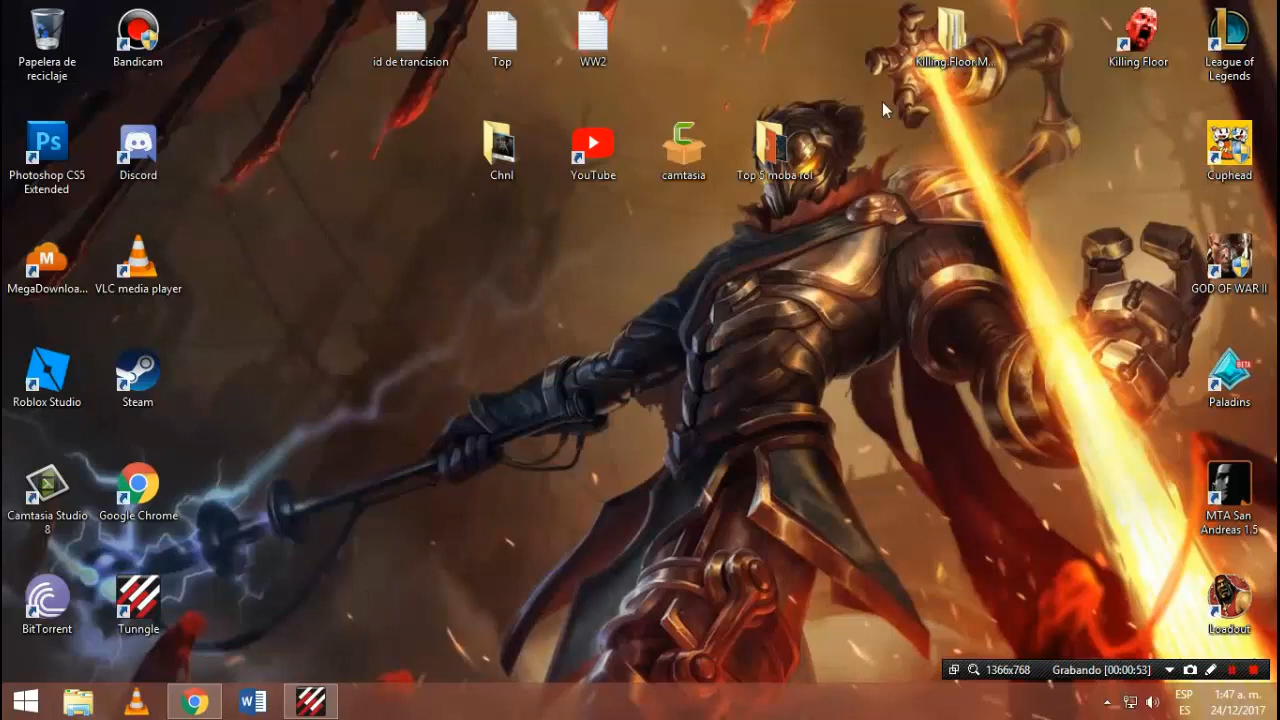 Papelera de
reciclaje
Bandicam
id de trancision
Top
WW2
Killing.Floor.M...
Killing Floor
League of
Legends
Ps
Photoshop CS5
Extended
Discord
Chnl
YouTube
camtasia
Top 5 moba rol
Cuphead
M
MegaDownloa...
VLC media player
GOD OF WAR II
Roblox Studio
Steam
BETA
Paladins
Camtasia Studio
8
Google Chrome
MTA San
Andreas 1.5
BitTorrent
Tunngle
Loadout
1366x768
Grabando [00:00:53]
ESP
ES
1:47 a. m.
24/12/2017